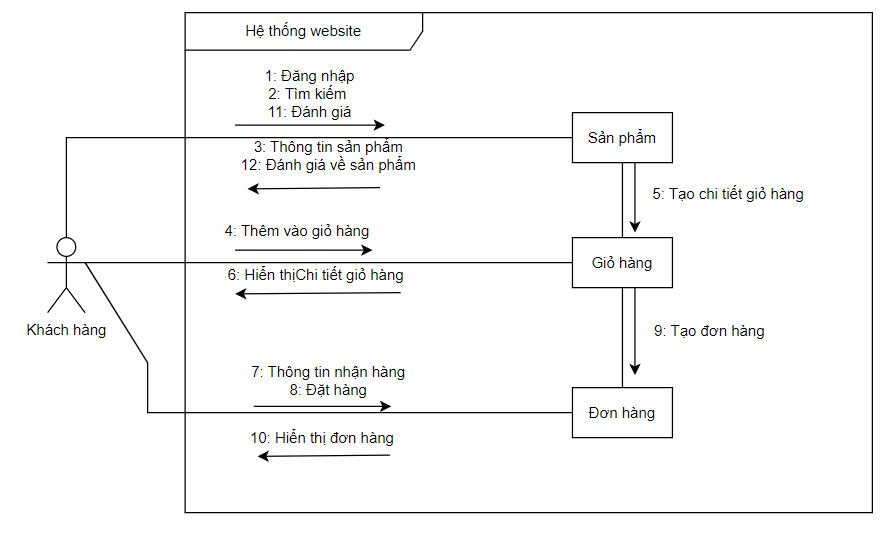 Hệ thống website
1: Đăng nhập
2: Tìm kiếm
11: Đánh giá
Sản phẩm
3: Thông tin sản phẩm
12: Đánh giá về sản phẩm
5: Tạo chi tiết giỏ hàng
4: Thêm vào giỏ hàng
Giỏ hàng
6: Hiển thịChi tiết giỏ hàng
Khách hàng
9: Tạo đơn hàng
7: Thông tin nhận hàng
8: Đặt hàng
Đơn hàng
10: Hiển thị đơn hàng